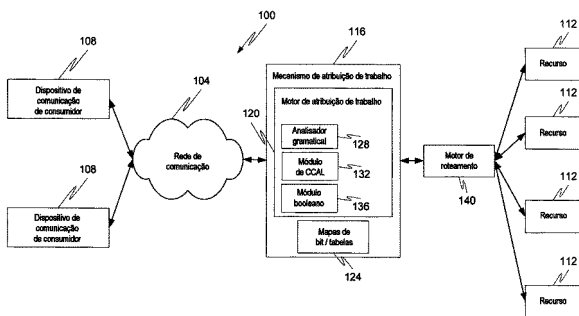 100
108
Dispositivo de
comunicação
de consumidor
104
Rede de
comunicação
108
Dispositivo de
comunicação
de consumidor
116
Mecanismo de atribuição de trabalho
120
Motor de atribuição de trabalho
Analisador
gramatical
128
Módulo
de CCAL
132
Módulo
booleano
136
Mapas de
bit / tabelas
124
Motor de
roteamento
140
112
Recurso
112
Recurso
112
Recurso
112
Recurso